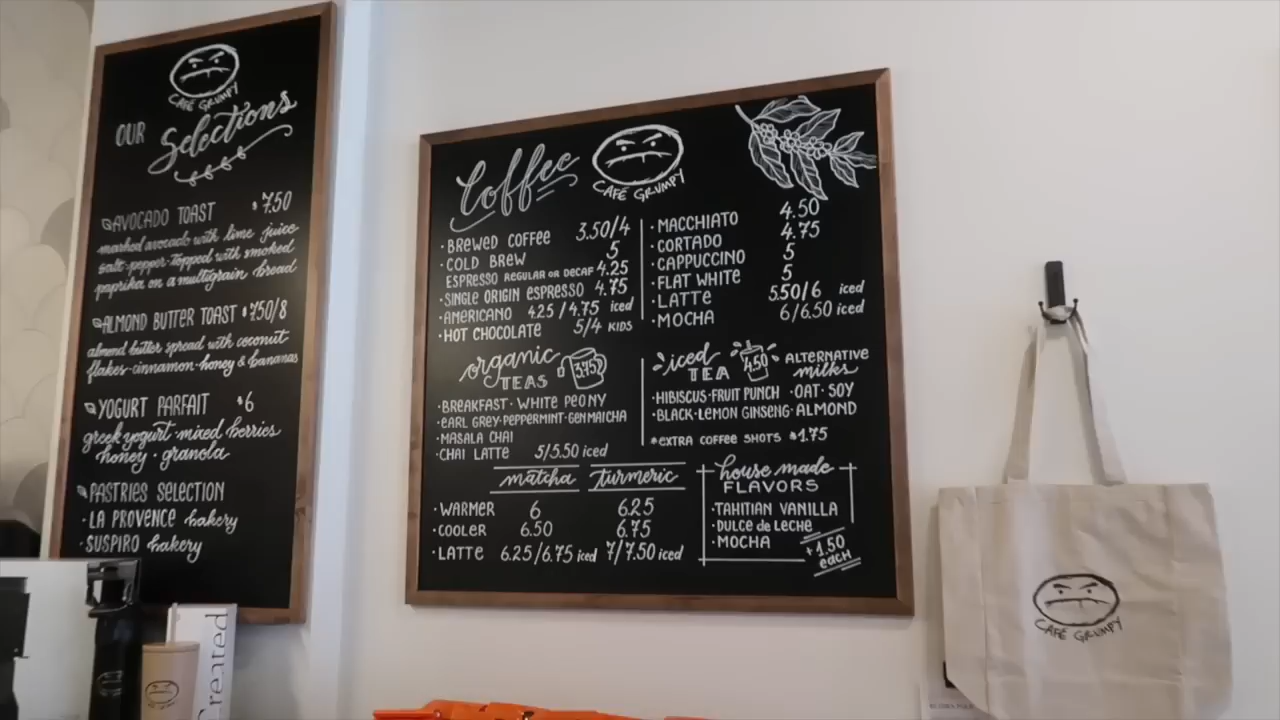 CAFÉ GRUMPY
OUR Selections
AVOCADO TOAST $7.50
mashed avocado with lime juice
salt·pepper·topped with smoked
paprika on a multigrain bread
ALMOND BUTTER TOAST $7.50/8
almond butter spread with coconut
flakes·cinnamon·honey & bananas
YOGURT PARFAIT $6
greek yogurt·mixed berries
honey·granola
PASTRIES SELECTION
·LA PROVENCE bakery
·SUSPIRO bakery
Coffee
CAFÉ GRUMPY
·BREWED COFFEE 3.50/4
·COLD BREW 5
ESPRESSO REGULAR OR DECAF 4.25
·SINGLE ORIGIN ESPRESSO 4.75
·AMERICANO 4.25/4.75 iced
·HOT CHOCOLATE 5/4 KIDS
·MACCHIATO 4.50
·CORTADO 4.75
·CAPPUCCINO 5
·FLAT WHITE 5
·LATTE 5.50/6 iced
·MOCHA 6/6.50 iced
organic TEAS 3.75
·BREAKFAST·WHITE PEONY
·EARL GREY·PEPPERMINT·GENMAICHA
·MASALA CHAI
·CHAI LATTE 5/5.50 iced
iced TEA 4.50
·HIBISCUS·FRUIT PUNCH
·BLACK·LEMON GINSENG
ALTERNATIVE milks
·OAT·SOY
·ALMOND
*EXTRA COFFEE SHOTS $1.75
matcha turmeric
·WARMER 6 6.25
·COOLER 6.50 6.75
·LATTE 6.25/6.75 iced 7/7.50 iced
house made
FLAVORS
·TAHITIAN VANILLA
·DULCE de LECHE
·MOCHA
+1.50
each
CAFÉ GRUMPY
Created